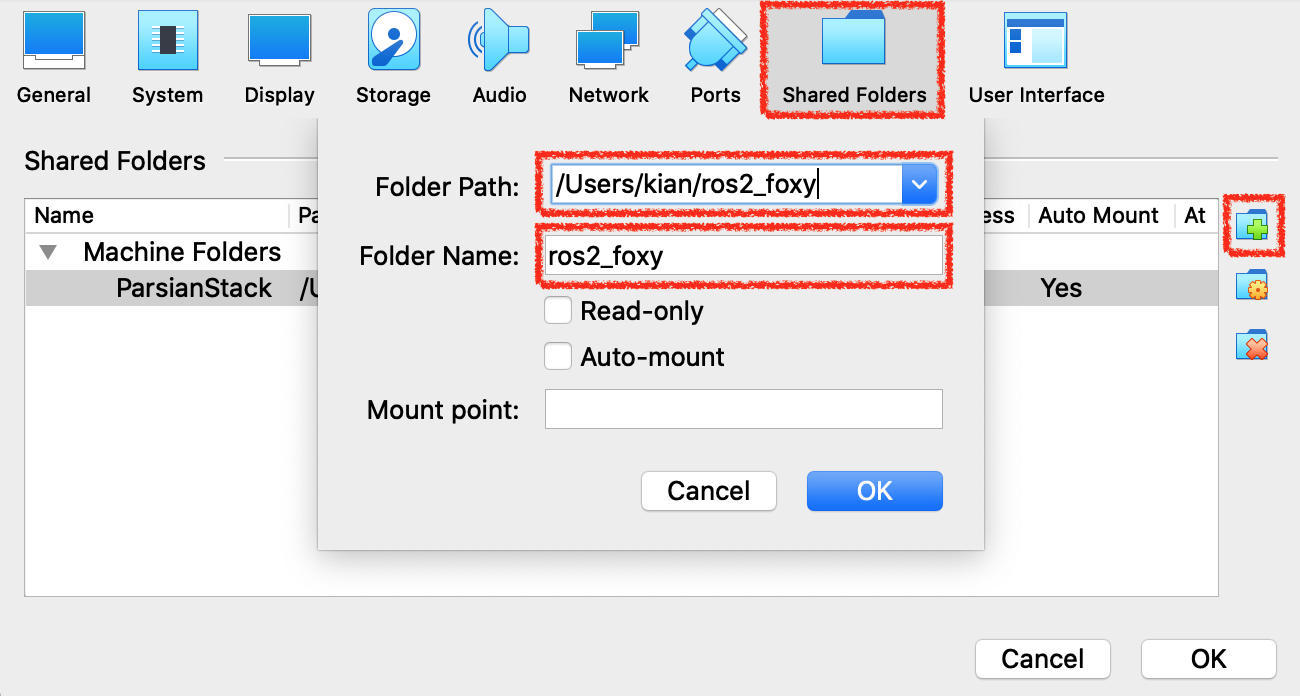 General System Display Storage Audio Network Ports Shared Folders User Interface
Shared Folders
Folder Path: /Users/kian/ros2_foxy
Name Pa ess Auto Mount At
Folder Name: ros2_foxy
Machine Folders
ParsianStack /U Yes
Read-only
Auto-mount
Mount point:
Cancel OK
Cancel OK